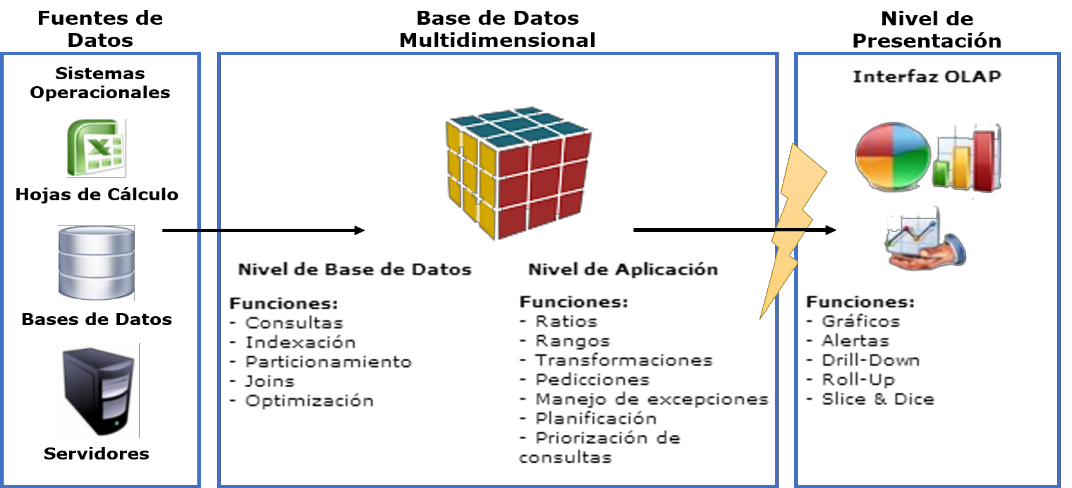 Fuentes de
Datos
Sistemas
Operacionales
Hojas de Cálculo
Bases de Datos
Servidores
Base de Datos
Multidimensional
Nivel de Base de Datos
Funciones:
- Consultas
- Indexación
- Particionamiento
- Joins
- Optimización
Nivel de Aplicación
Funciones:
- Ratios
- Rangos
- Transformaciones
- Pedicciones
- Manejo de excepciones
- Planificación
- Priorización de
consultas
Nivel de
Presentación
Interfaz OLAP
Funciones:
- Gráficos
- Alertas
- Drill-Down
- Roll-Up
- Slice & Dice